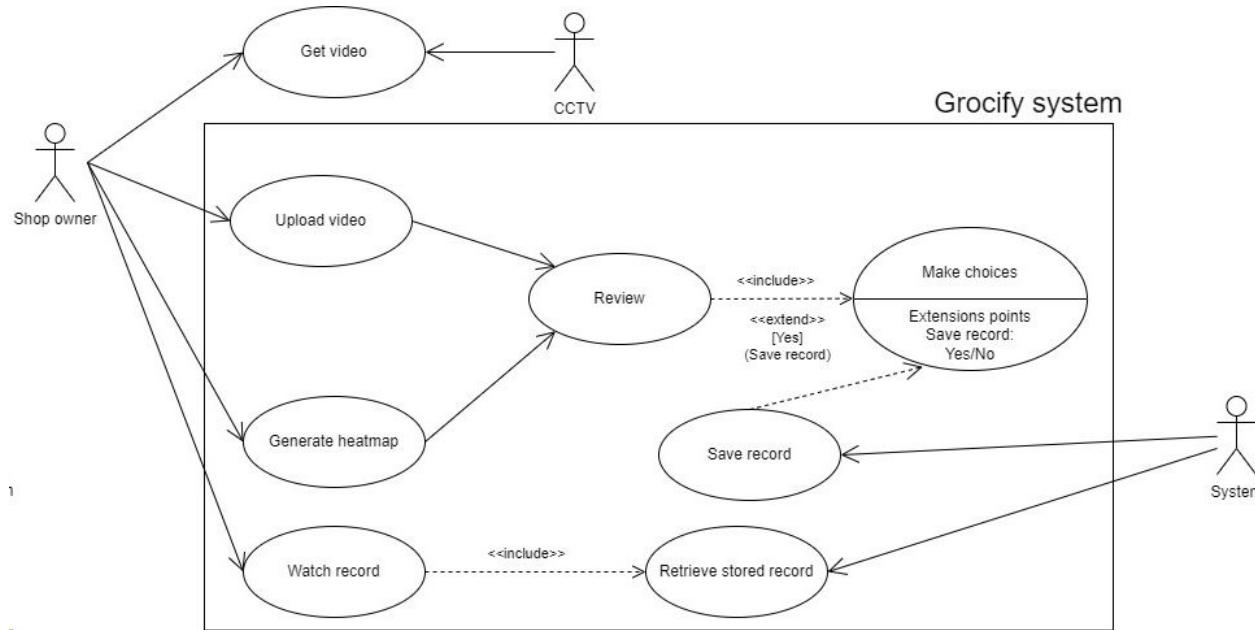 Get video
CCTV
Grocify system
Shop owner
Upload video
Review
<<include>>
Make choices
<<extend>>
[Yes]
(Save record)
Extensions points
Save record:
Yes/No
Generate heatmap
Save record
System
Watch record
<<include>>
Retrieve stored record